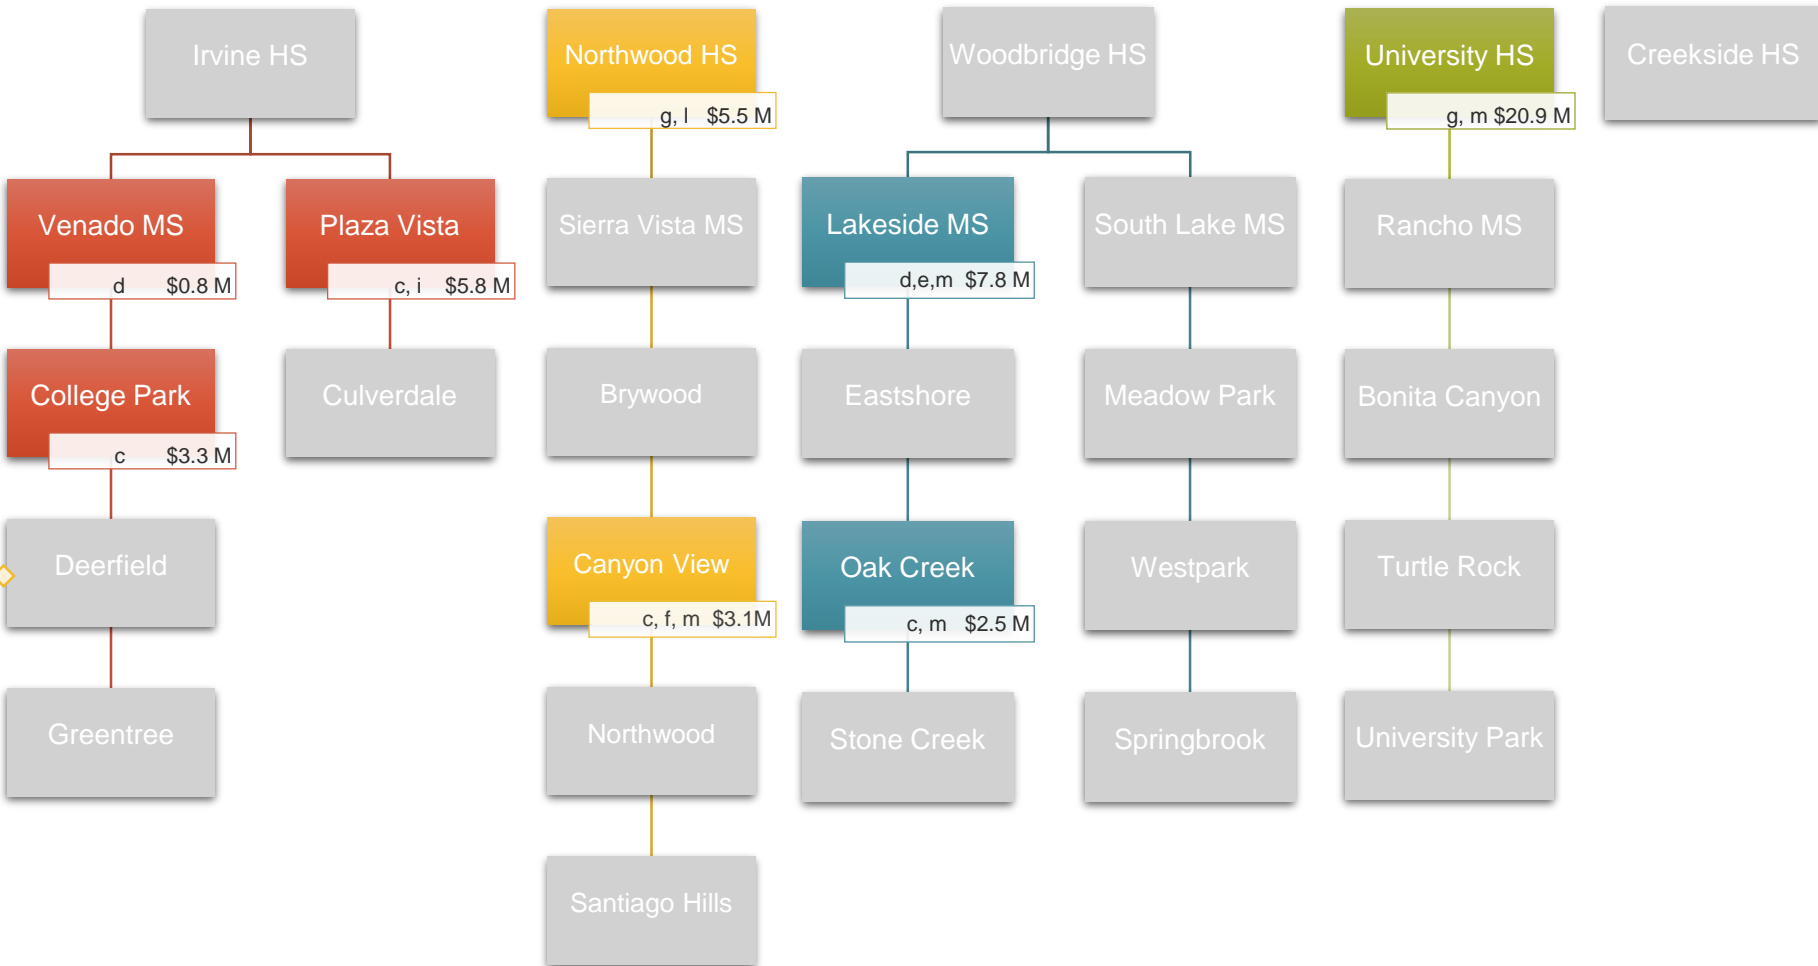 Irvine HS
Northwood HS
g, l $5.5 M
Woodbridge HS
University HS
g, m $20.9 M
Creekside HS
Venado MS
d $0.8 M
Plaza Vista
c, i $5.8 M
Sierra Vista MS
Lakeside MS
d,e,m $7.8 M
South Lake MS
Rancho MS
College Park
c $3.3 M
Culverdale
Brywood
Eastshore
Meadow Park
Bonita Canyon
Deerfield
Canyon View
c, f, m $3.1M
Oak Creek
c, m $2.5 M
Westpark
Turtle Rock
Greentree
Northwood
Stone Creek
Springbrook
University Park
Santiago Hills